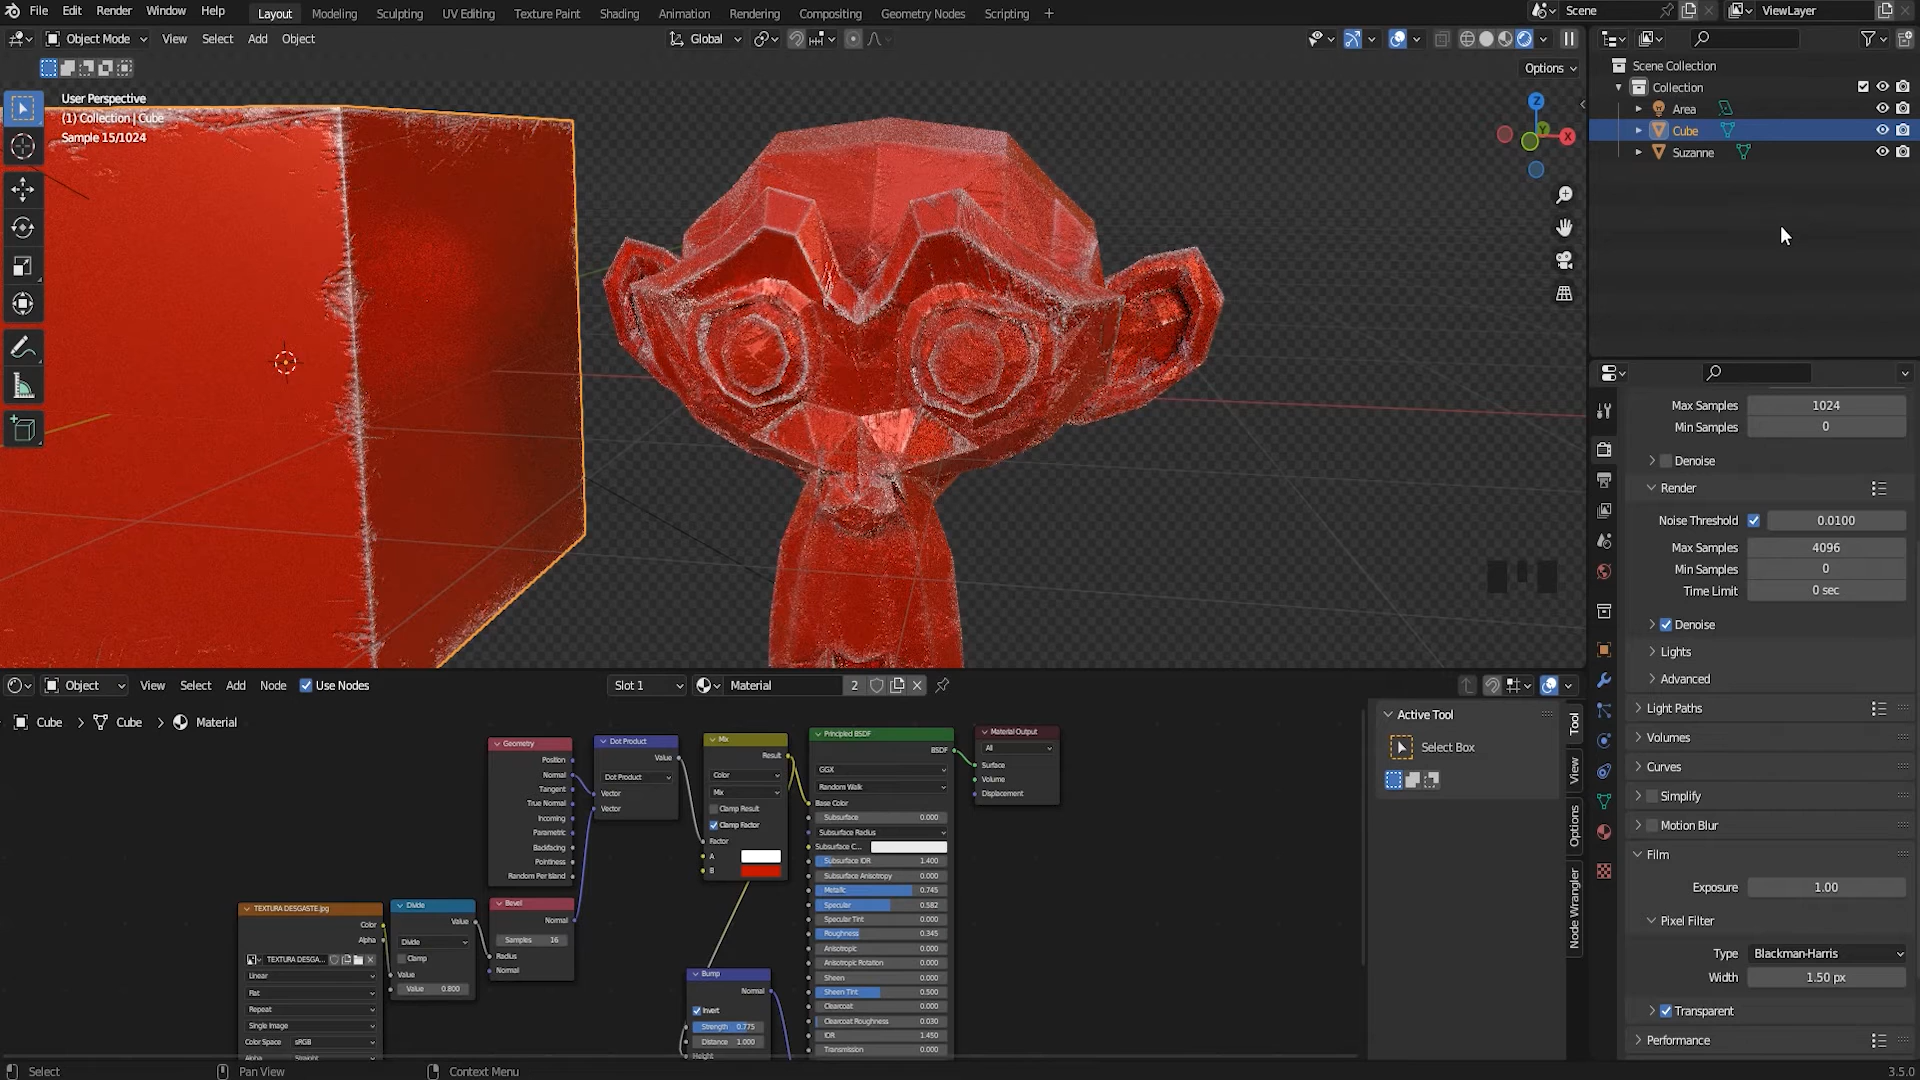 File Edit Render Window Help Layout Modeling Sculpting UV Editing Texture Paint Shading Animation Rendering Compositing Geometry Nodes Scripting + Scene ViewLayer
Object Mode View Select Add Object Global
Options
User Perspective
(1) Collection | Cube
Sample 15/1024
Z
Y
X
Scene Collection
Collection
Area
Cube
Suzanne
Max Samples 1024
Min Samples 0
Denoise
Render
Noise Threshold 0.0100
Max Samples 4096
Min Samples 0
Time Limit 0 sec
Denoise
Lights
Advanced
Light Paths
Volumes
Curves
Simplify
Motion Blur
Film
Exposure 1.00
Pixel Filter
Type Blackman-Harris
Width 1.50 px
Transparent
Performance
Object View Select Add Node Use Nodes Slot 1 Material 2
Cube > Cube > Material
Geometry
Position
Normal
Tangent
True Normal
Incoming
Parametric
Backfacing
Pointiness
Random Per Island
Dot Product
Value
Dot Product
Vector
Vector
Mix
Result
Color
Mix
Clamp Result
Clamp Factor
Factor
A
B
Principled BSDF
BSDF
GGX
Random Walk
Base Color
Subsurface 0.000
Subsurface Radius
Subsurface C...
Subsurface IOR 1.400
Subsurface Anisotropy 0.000
Metallic 0.745
Specular 0.582
Specular Tint 0.000
Roughness 0.345
Anisotropic 0.000
Anisotropic Rotation 0.000
Sheen 0.000
Sheen Tint 0.500
Clearcoat 0.000
Clearcoat Roughness 0.030
IOR 1.450
Transmission 0.000
Material Output
All
Surface
Volume
Displacement
TEXTURA DESGASTE.jpg
Color
Alpha
TEXTURA DESGA...
Linear
Flat
Repeat
Single Image
Color Space sRGB
Alpha Straight
Divide
Value
Divide
Clamp
Value
Value 0.800
Bevel
Normal
Samples 16
Radius
Normal
Bump
Normal
Invert
Strength 0.775
Distance 1.000
Height
Active Tool
Select Box
Tool
View
Options
Node Wrangler
Select Pan View Context Menu 3.5.0